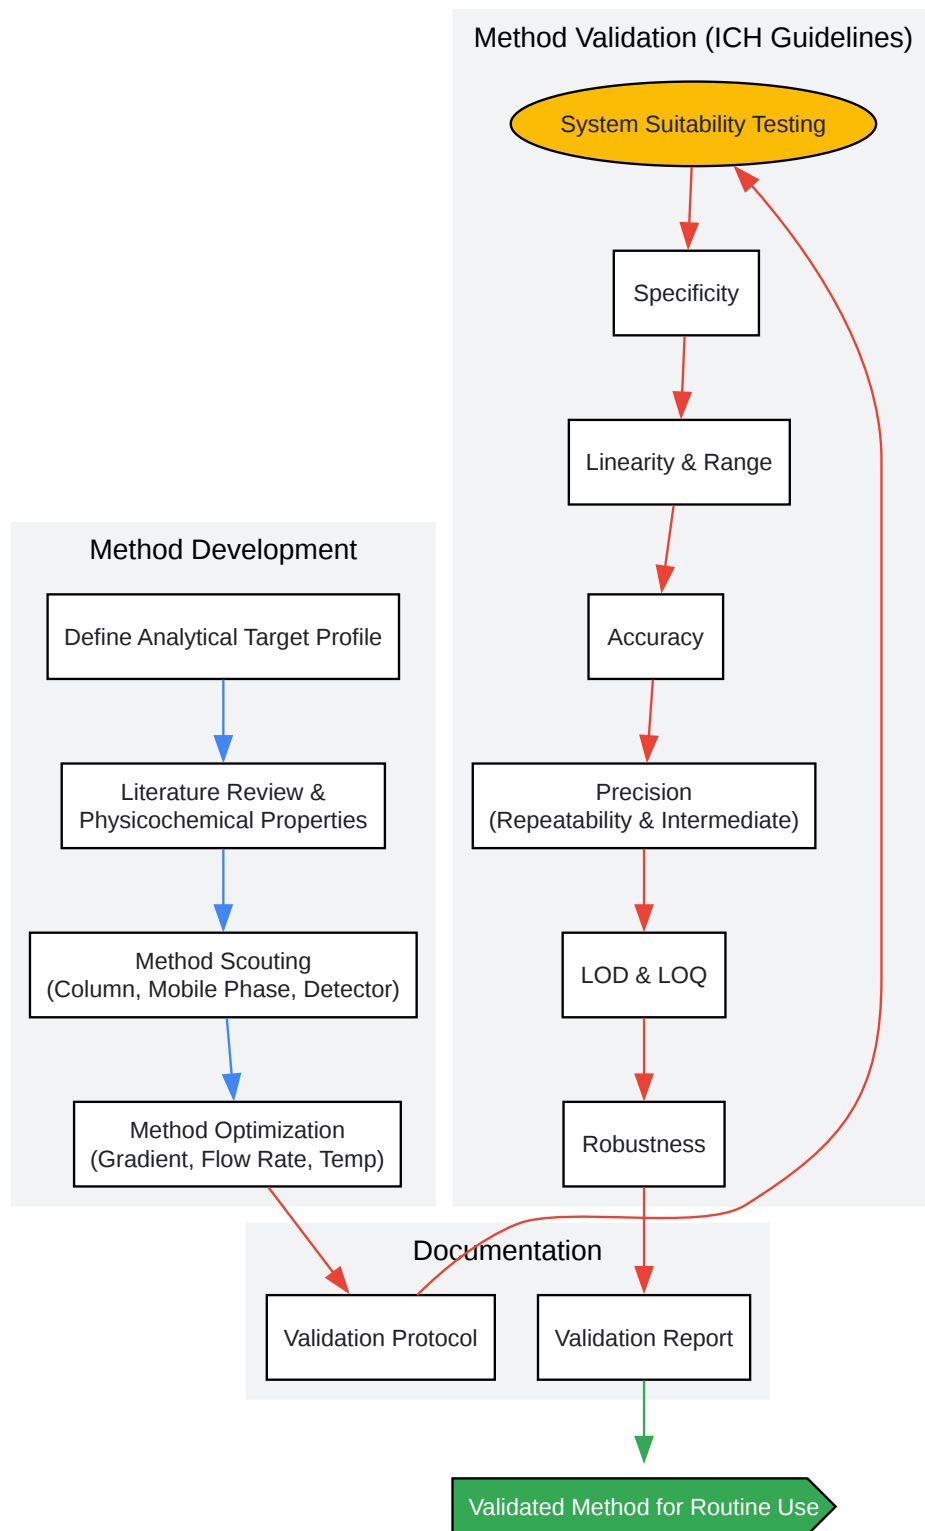 Method Validation (ICH Guidelines)
System Suitability Testing
Specificity
Linearity & Range
Method Development
Define Analytical Target Profile
Accuracy
Literature Review &
Physicochemical Properties
Precision
(Repeatability & Intermediate)
Method Scouting
(Column, Mobile Phase, Detector)
LOD & LOQ
Method Optimization
(Gradient, Flow Rate, Temp)
Robustness
Documentation
Validation Protocol
Validation Report
Validated Method for Routine Use